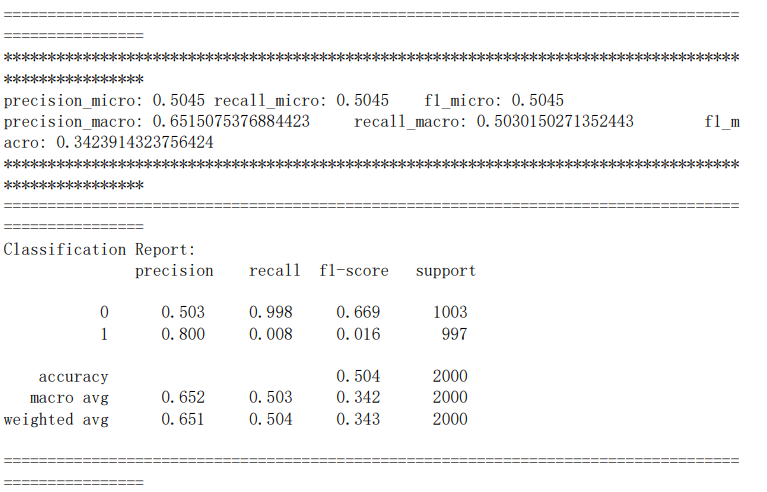 ====================================================================================
================
************************************************************************************
****************
precision_micro: 0.5045 recall_micro: 0.5045    f1_micro: 0.5045
precision_macro: 0.6515075376884423     recall_macro: 0.5030150271352443        f1_m
acro: 0.3423914323756424
************************************************************************************
****************
====================================================================================
================
Classification Report:
               precision    recall  f1-score   support

           0      0.503     0.998     0.669      1003
           1      0.800     0.008     0.016       997

    accuracy                          0.504      2000
   macro avg      0.652     0.503     0.342      2000
weighted avg      0.651     0.504     0.343      2000

====================================================================================
================